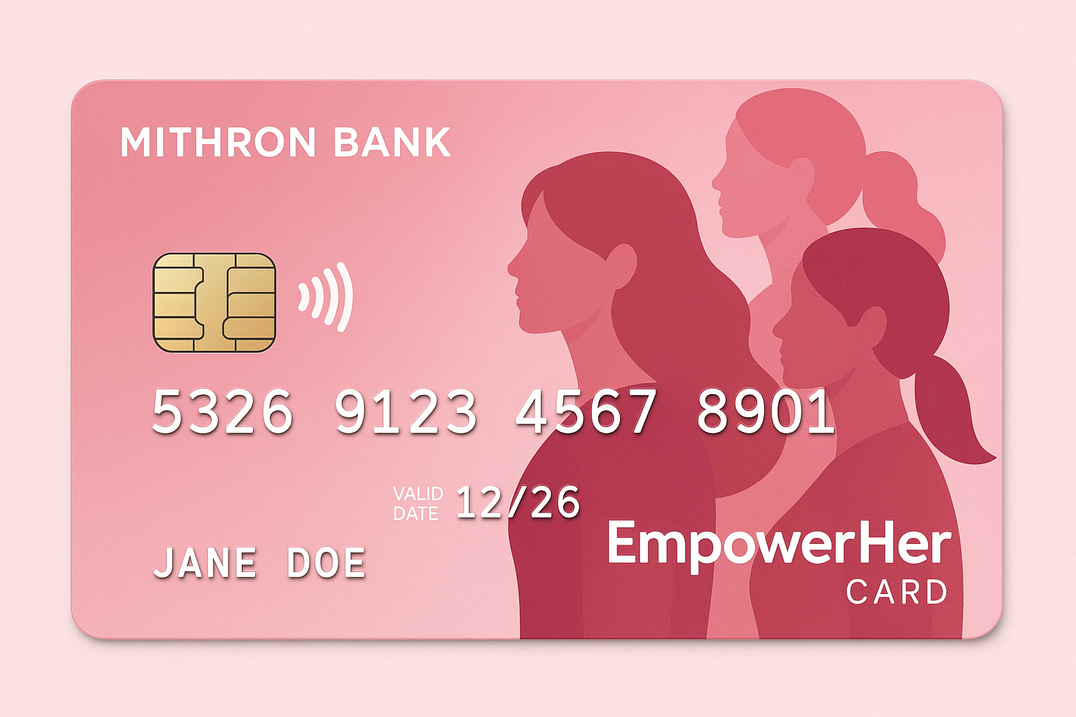 MITHRON BANK
5326 9123 4567 8901
VALID
DATE 12/26
JANE DOE
EmpowerHer
CARD